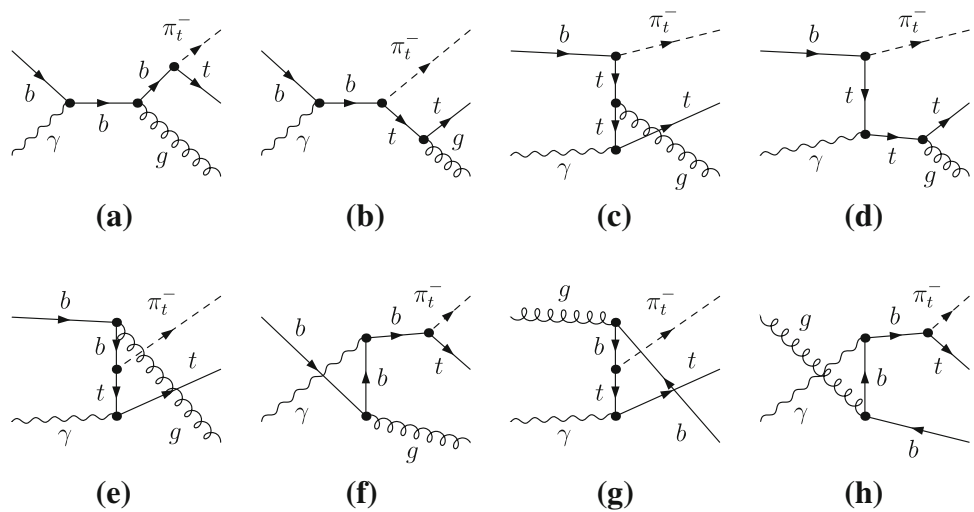 π_t^- b b t γ b g
(a)
π_t^- b b t t γ g
(b)
b π_t^- t t t γ g
(c)
b π_t^- t t t γ g
(d)
b π_t^- b t t γ g
(e)
π_t^- b b b t γ g
(f)
g π_t^- b t t γ b
(g)
g π_t^- b b t γ b
(h)